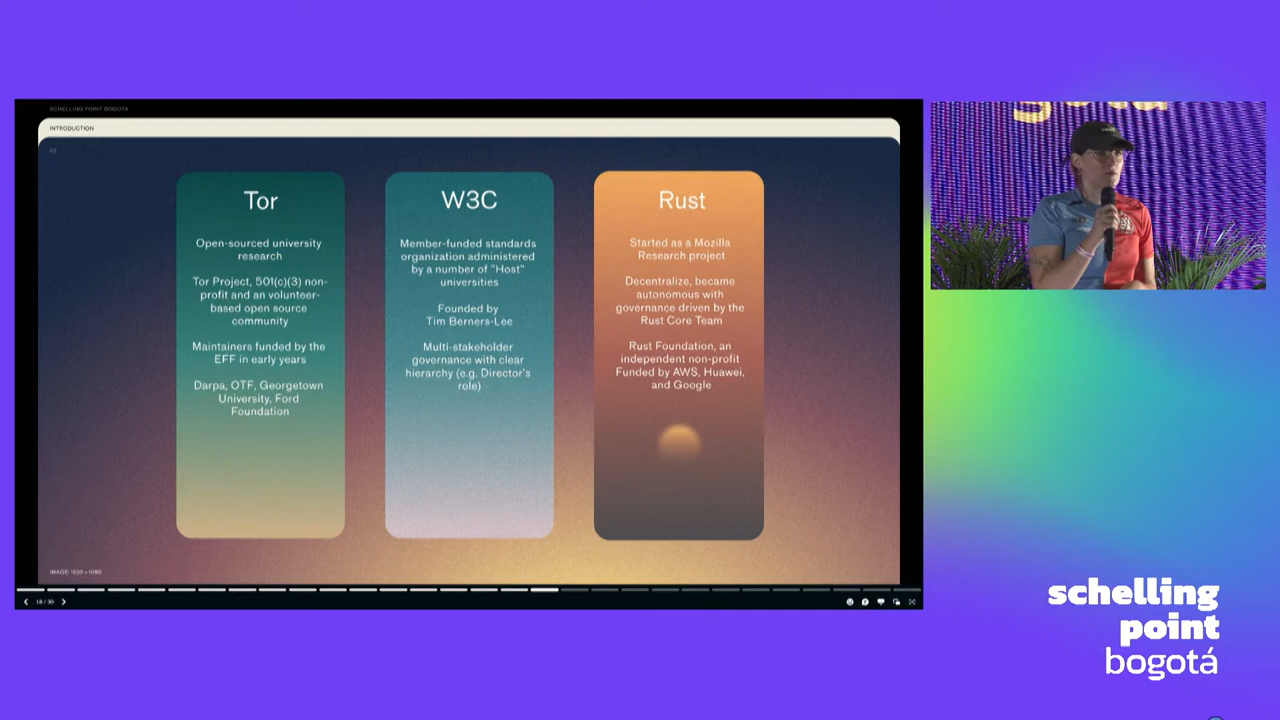 SCHELLING POINT BOGOTA
INTRODUCTION
Tor
Open-sourced university
research
Tor Project, 501(c)(3) non-
profit and an volunteer-
based open source
community
Maintainers funded by the
EFF in early years
Darpa, OTF, Georgetown
University, Ford
Foundation
W3C
Member-funded standards
organization administered
by a number of "Host"
universities
Founded by
Tim Berners-Lee
Multi-stakeholder
governance with clear
hierarchy (e.g. Director's
role)
Rust
Started as a Mozilla
Research project
Decentralize, became
autonomous with
governance driven by the
Rust Core Team
Rust Foundation, an
independent non-profit
Funded by AWS, Huawei,
and Google
IMAGE: 1920 × 1080
schelling
point
bogotá